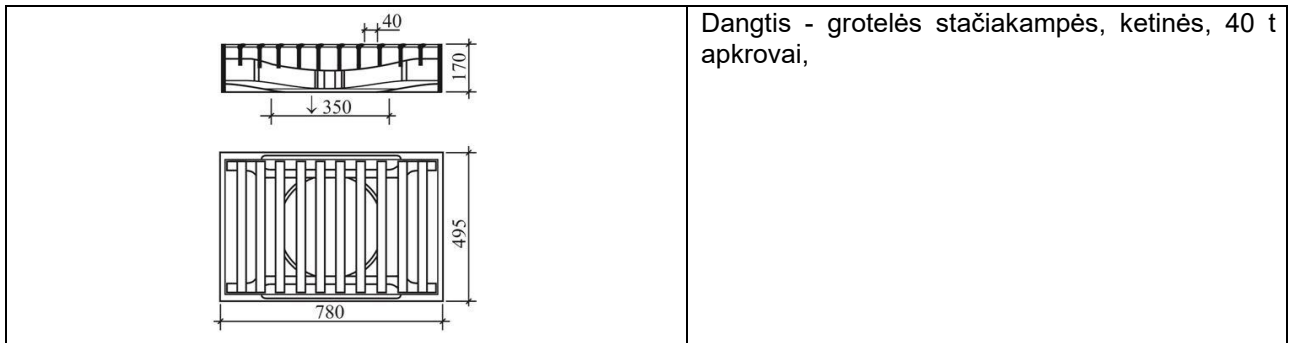 40
170
↓ 350
495
780
Dangtis - grotelės stačiakampės, ketinės, 40 t
apkrovai,